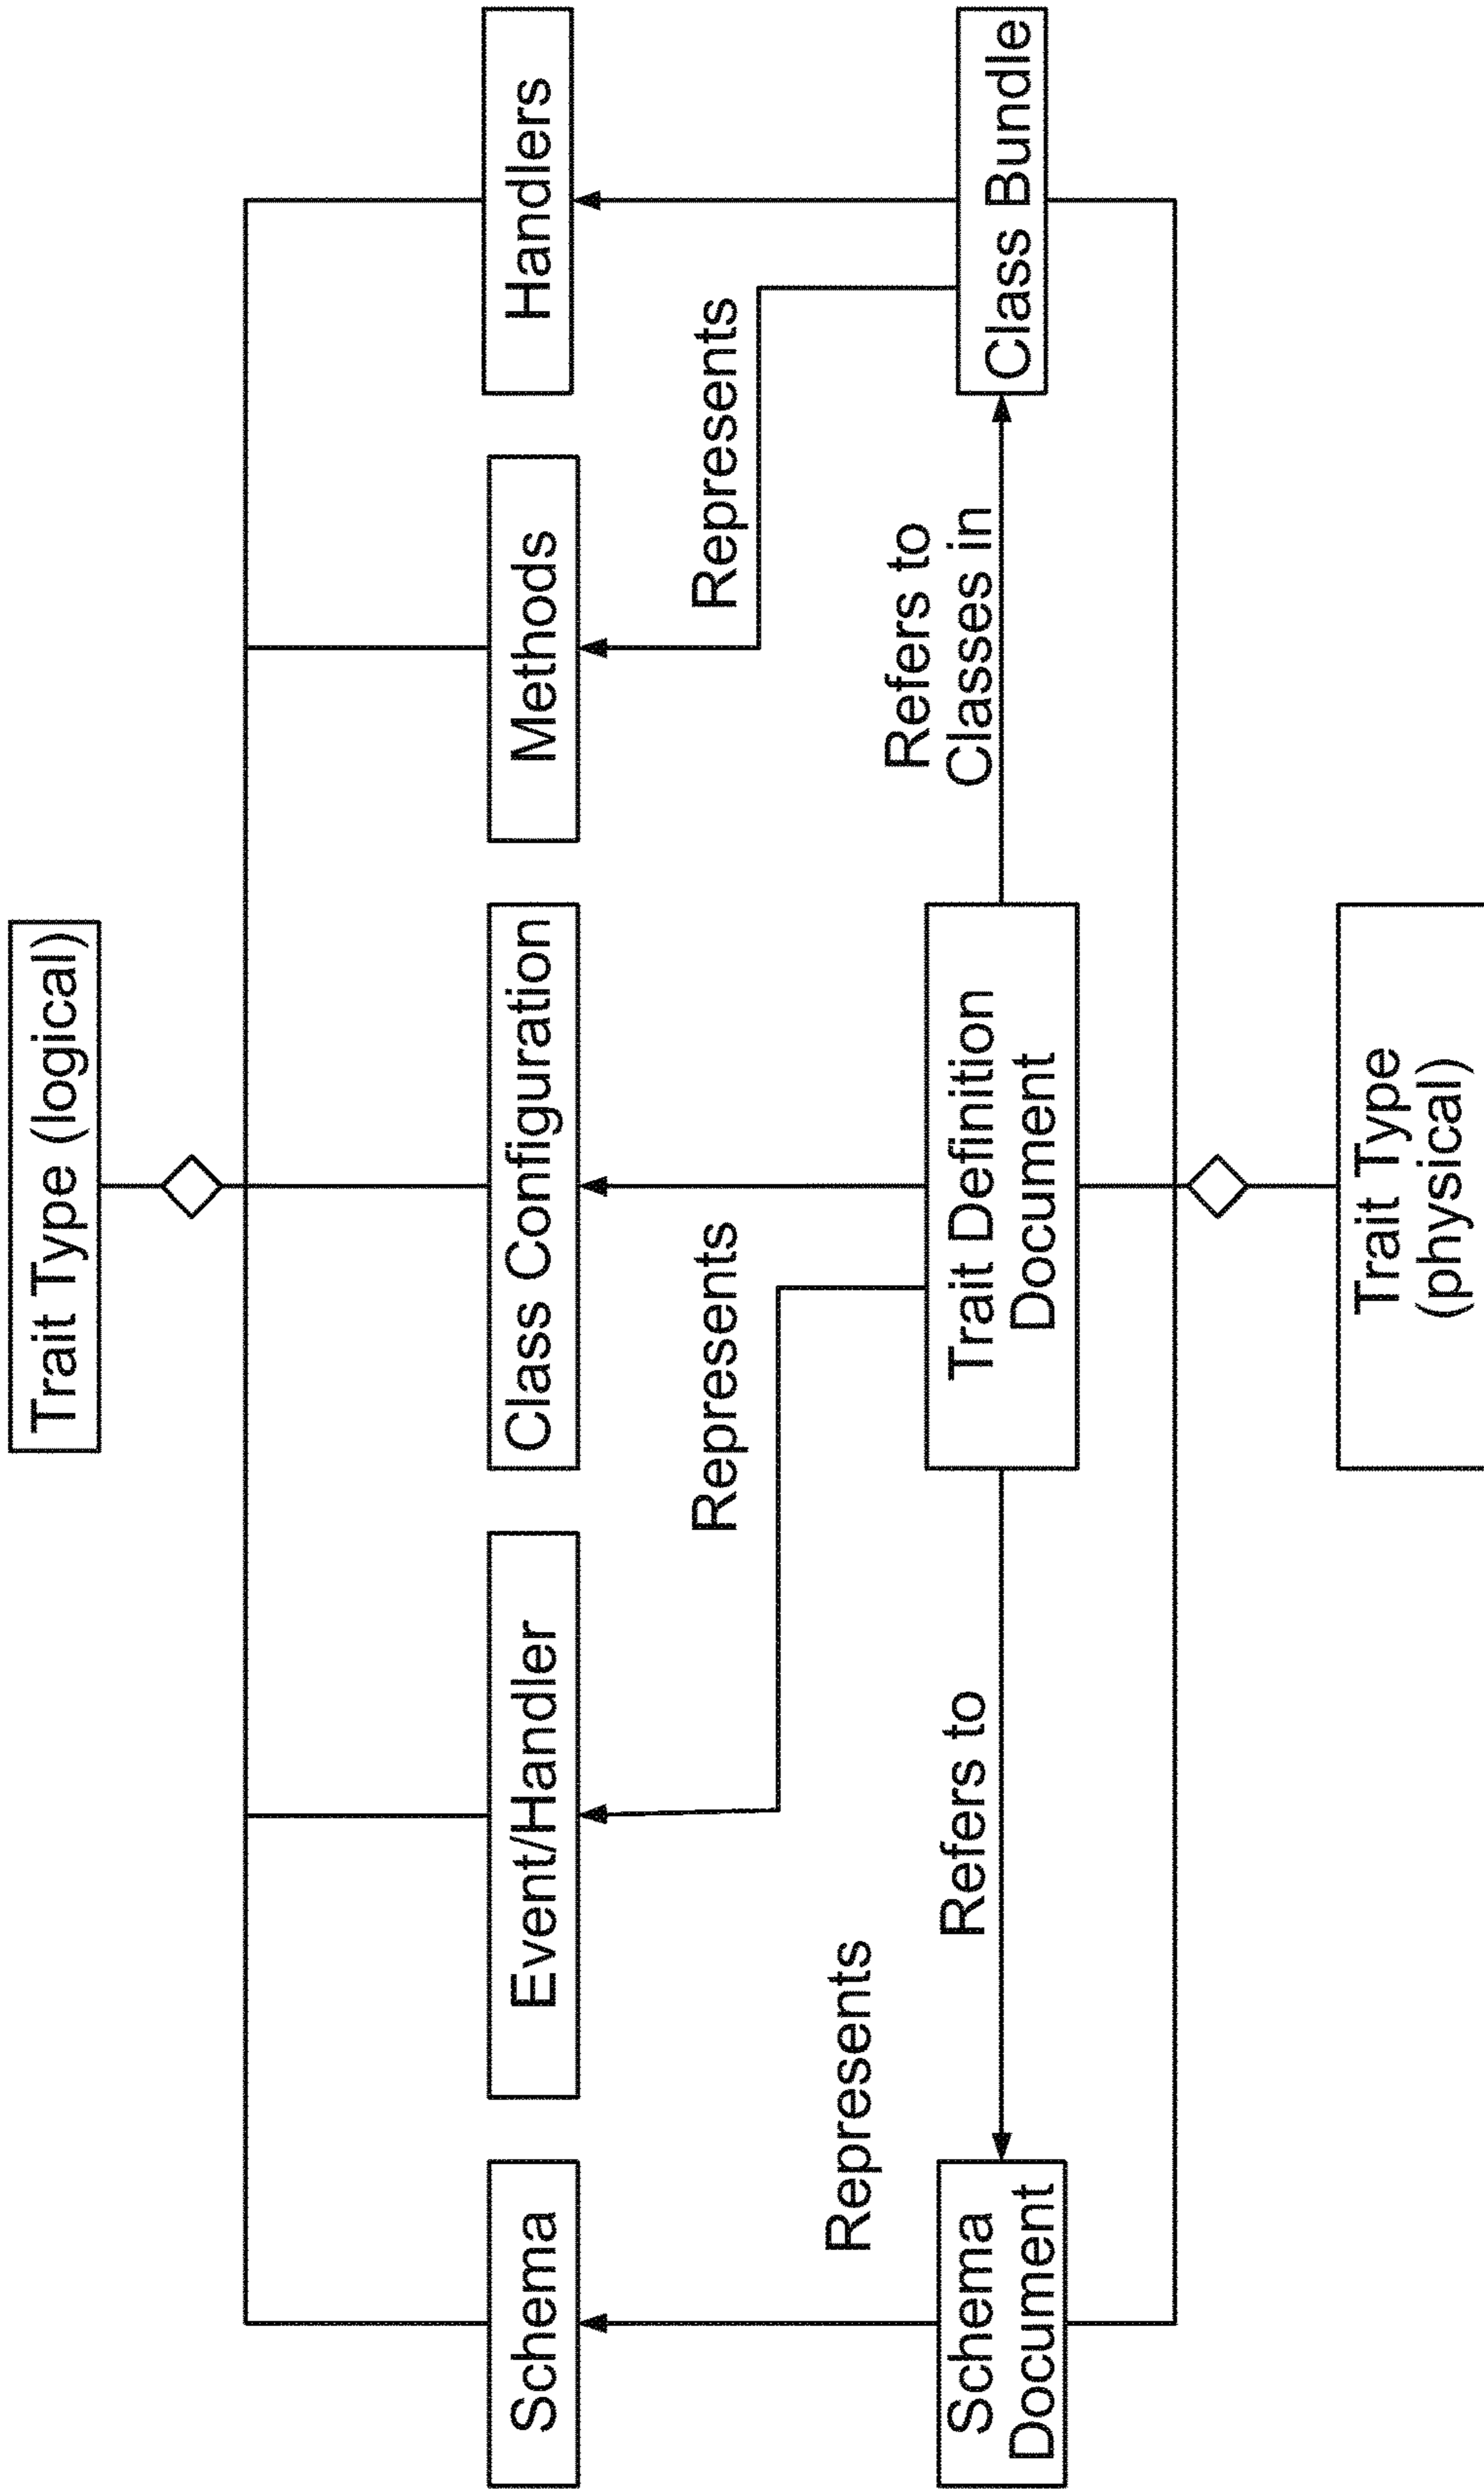 Trait Type (logical)
Schema
Event/Handler
Class Configuration
Methods
Handlers
Represents
Represents
Represents
Refers to
Refers to
Classes in
Schema
Document
Trait Definition
Document
Class Bundle
Trait Type
(physical)